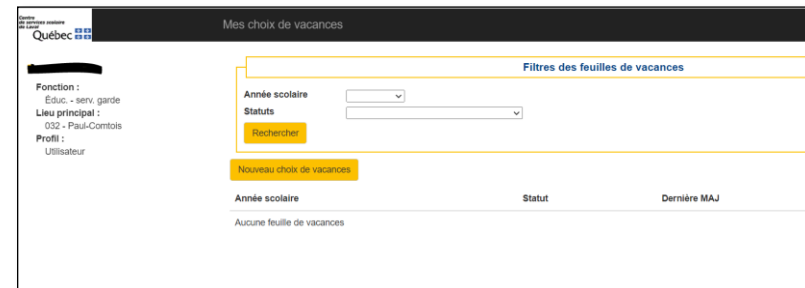 Centre
de services scolaire
de Laval
Québec
Mes choix de vacances
Fonction :
Éduc. - serv. garde
Lieu principal :
032 - Paul-Comtois
Profil :
Utilisateur
Filtres des feuilles de vacances
Année scolaire
Statuts
Rechercher
Nouveau choix de vacances
Année scolaire Statut Dernière MAJ
Aucune feuille de vacances